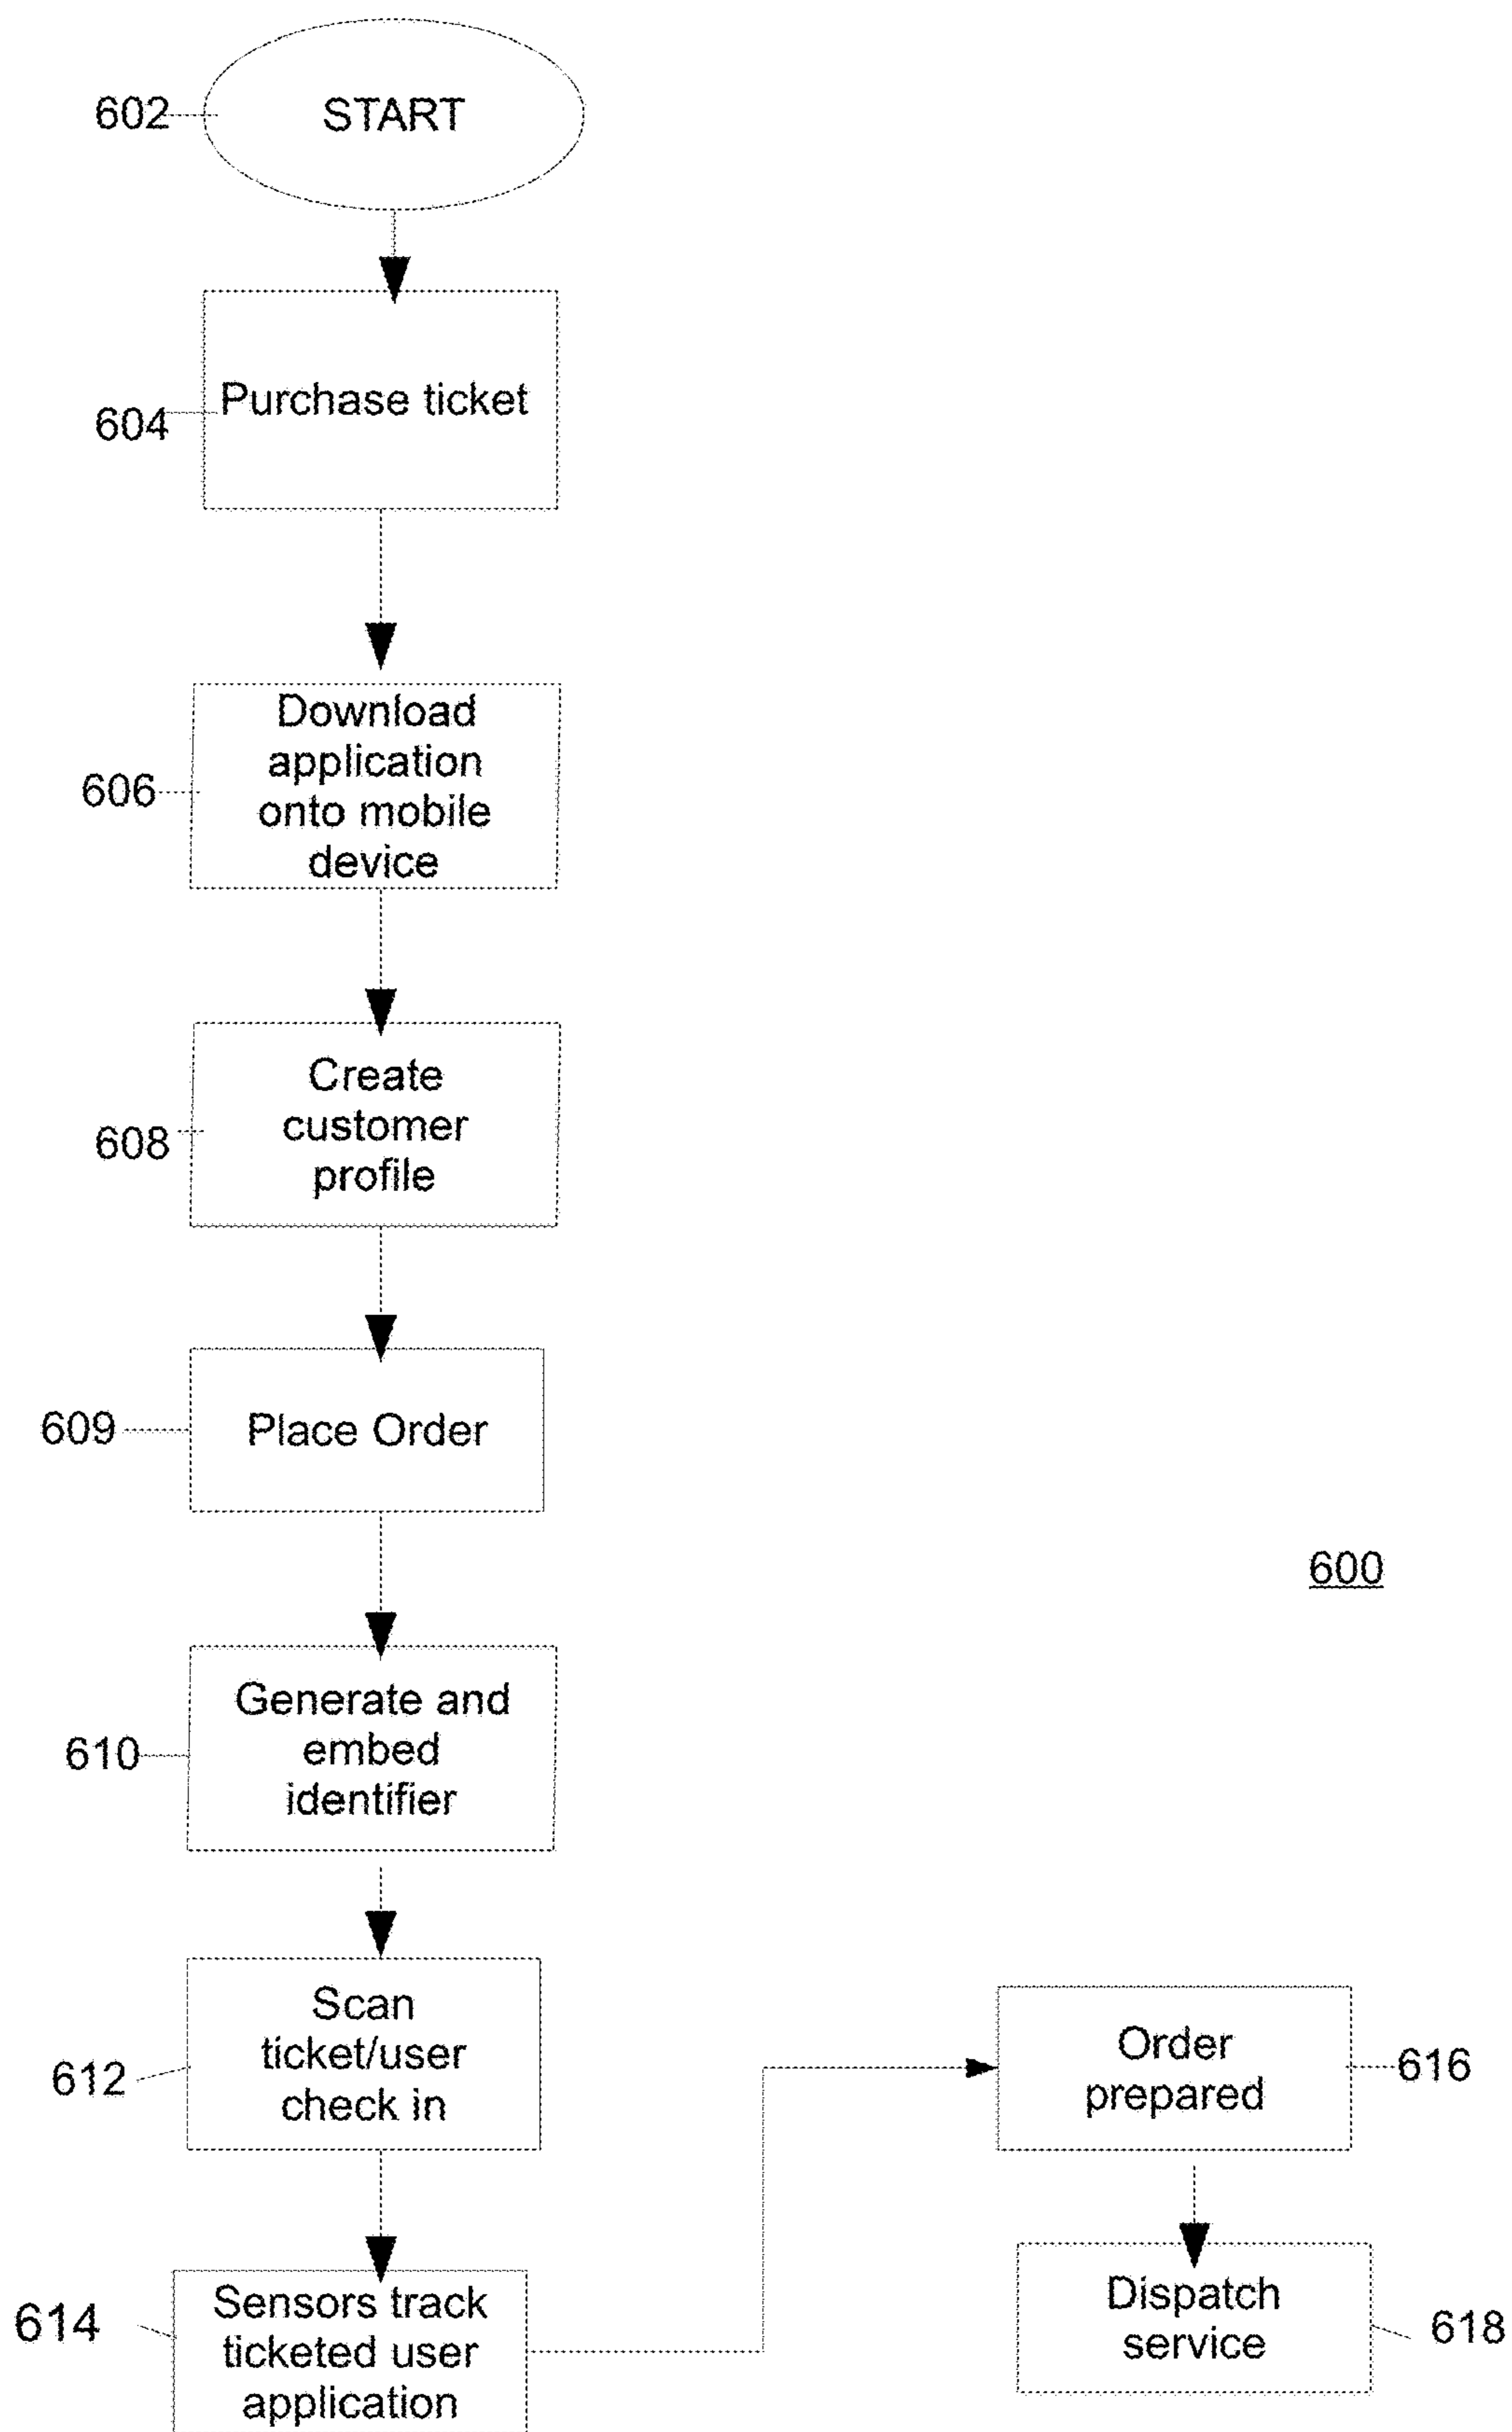 602
START
604
Purchase ticket
606
Download
application
onto mobile
device
608
Create
customer
profile
609
Place Order
600
610
Generate and
embed
identifier
612
Scan
ticket/user
check in
614
Sensors track
ticketed user
application
Order
prepared
616
Dispatch
service
618